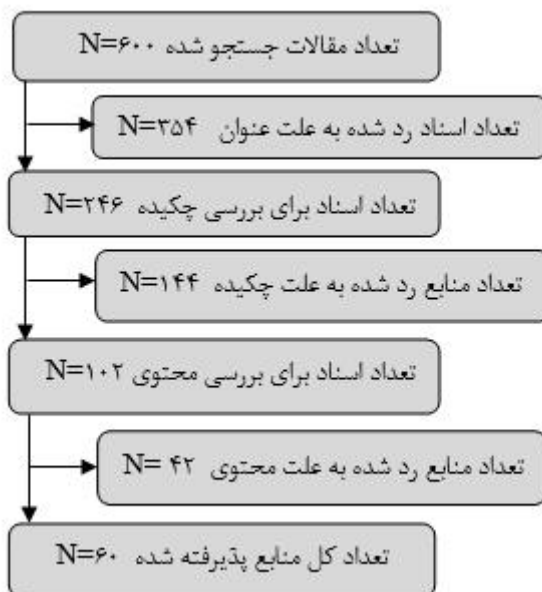 تعداد مقالات جستجو شده N=۶۰۰
تعداد اسناد رد شده به علت عنوان N=۳۵۴
تعداد اسناد برای بررسی چکیده N=۲۴۶
تعداد منابع رد شده به علت چکیده N=۱۴۴
تعداد اسناد برای بررسی محتوی N=۱۰۲
تعداد منابع رد شده به علت محتوی N= ۴۲
تعداد کل منابع پذیرفته شده N=۶۰